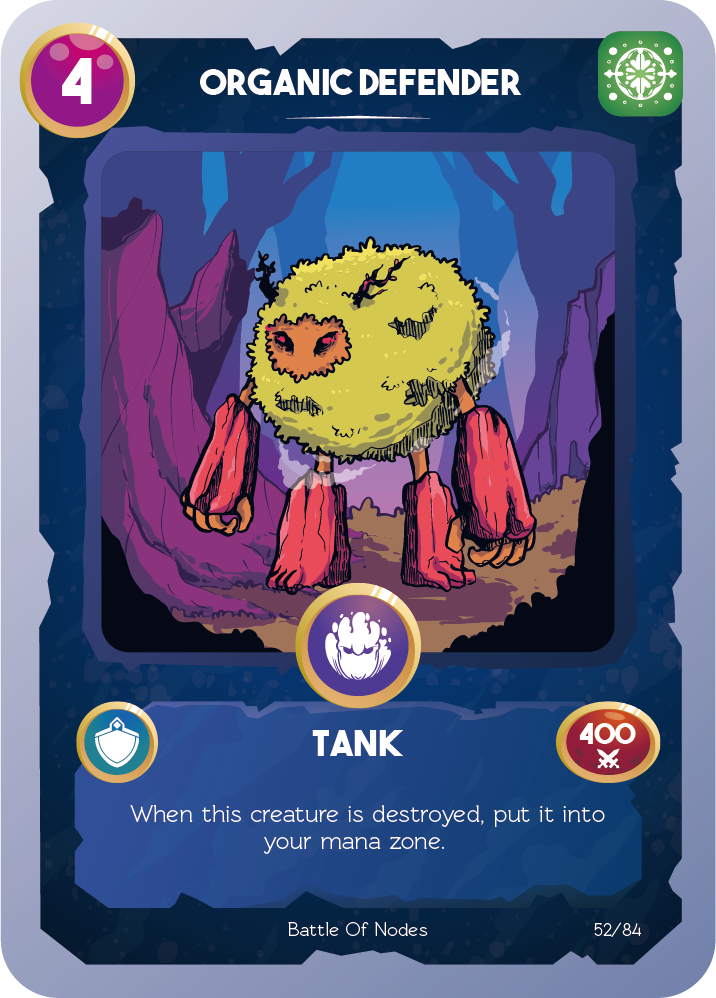 4
ORGANIC DEFENDER
TANK
400
When this creature is destroyed, put it into
your mana zone.
Battle Of Nodes
52/84